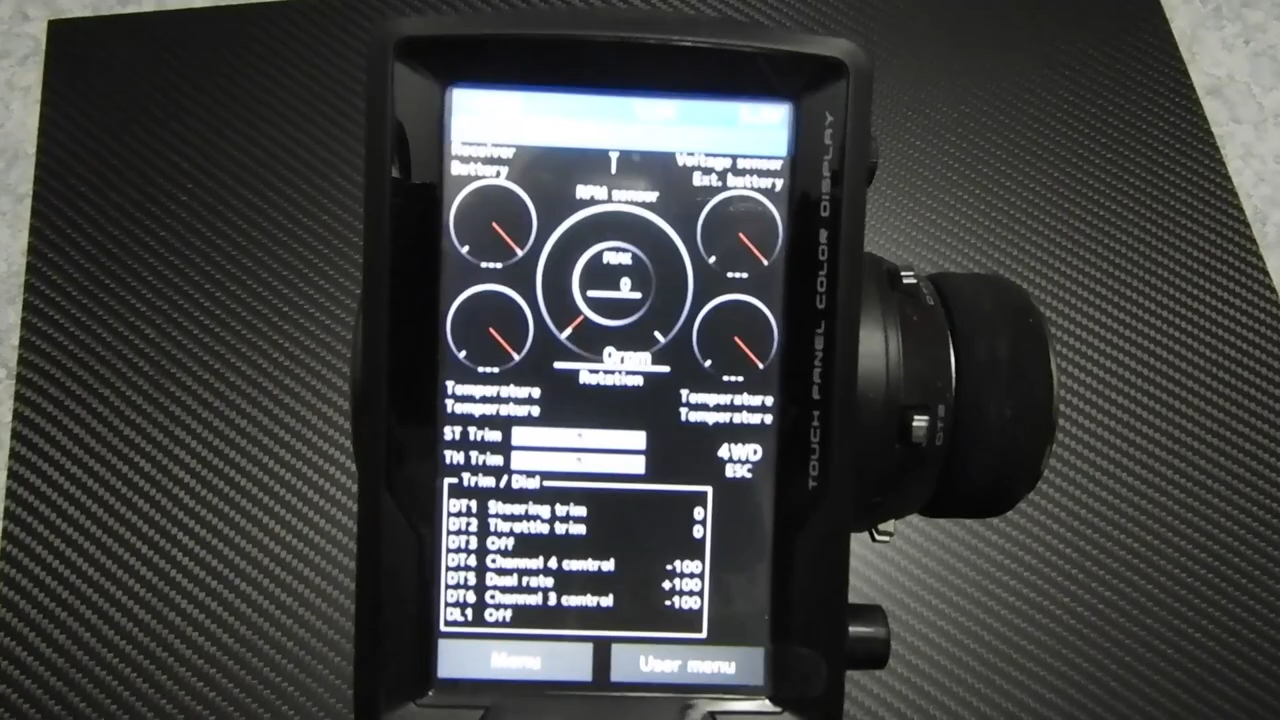 Receiver
Battery
Voltage sensor
Ext. battery
RPM sensor
PEAK
0
---
---
0rpm
Rotation
---
---
Temperature
Temperature
Temperature
Temperature
ST Trim
TH Trim
4WD
ESC
Trim / Dial
DT1 Steering trim 0
DT2 Throttle trim 0
DT3 Off
DT4 Channel 4 control -100
DT5 Dual rate +100
DT6 Channel 3 control -100
DL1 Off
Menu
User menu
TOUCH PANEL COLOR DISPLAY
DT2